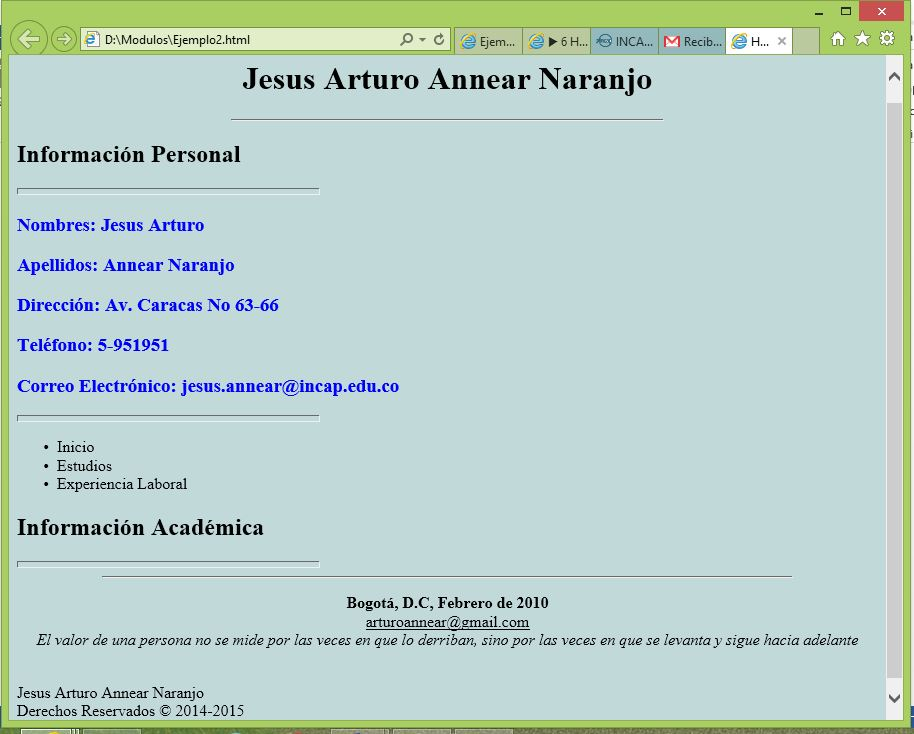 D:\Modulos\Ejemplo2.html
Ejem...
6 H...
INCA...
Recib...
H...
Jesus Arturo Annear Naranjo
Información Personal
Nombres: Jesus Arturo
Apellidos: Annear Naranjo
Dirección: Av. Caracas No 63-66
Teléfono: 5-951951
Correo Electrónico: jesus.annear@incap.edu.co
• Inicio
• Estudios
• Experiencia Laboral
Información Académica
Bogotá, D.C, Febrero de 2010
arturoannear@gmail.com
El valor de una persona no se mide por las veces en que lo derriban, sino por las veces en que se levanta y sigue hacia adelante
Jesus Arturo Annear Naranjo
Derechos Reservados © 2014-2015